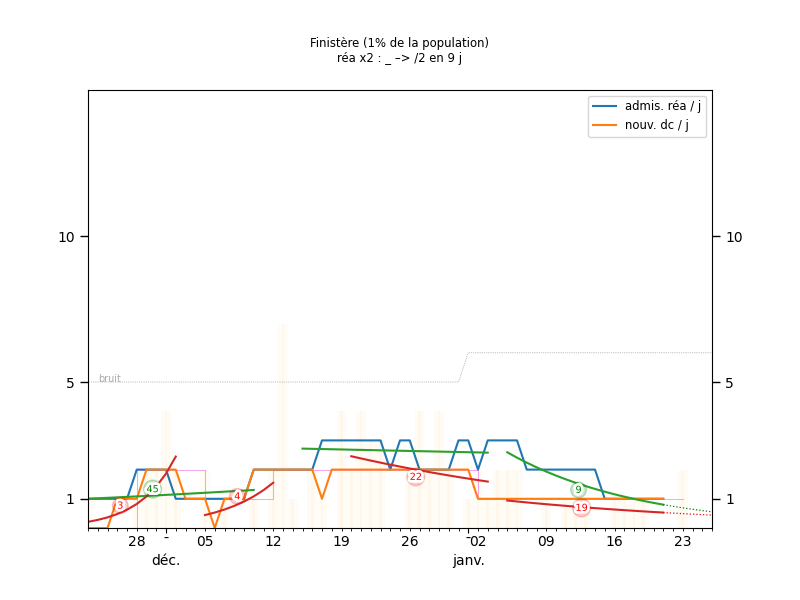 Finistère (1% de la population)
réa x2 : _ –> /2 en 9 j
admis. réa / j
nouv. dc / j
10 10
bruit
5 5
45 3 4 22 9 19
1 1
28 05 12 19 26 02 09 16 23
déc. janv.